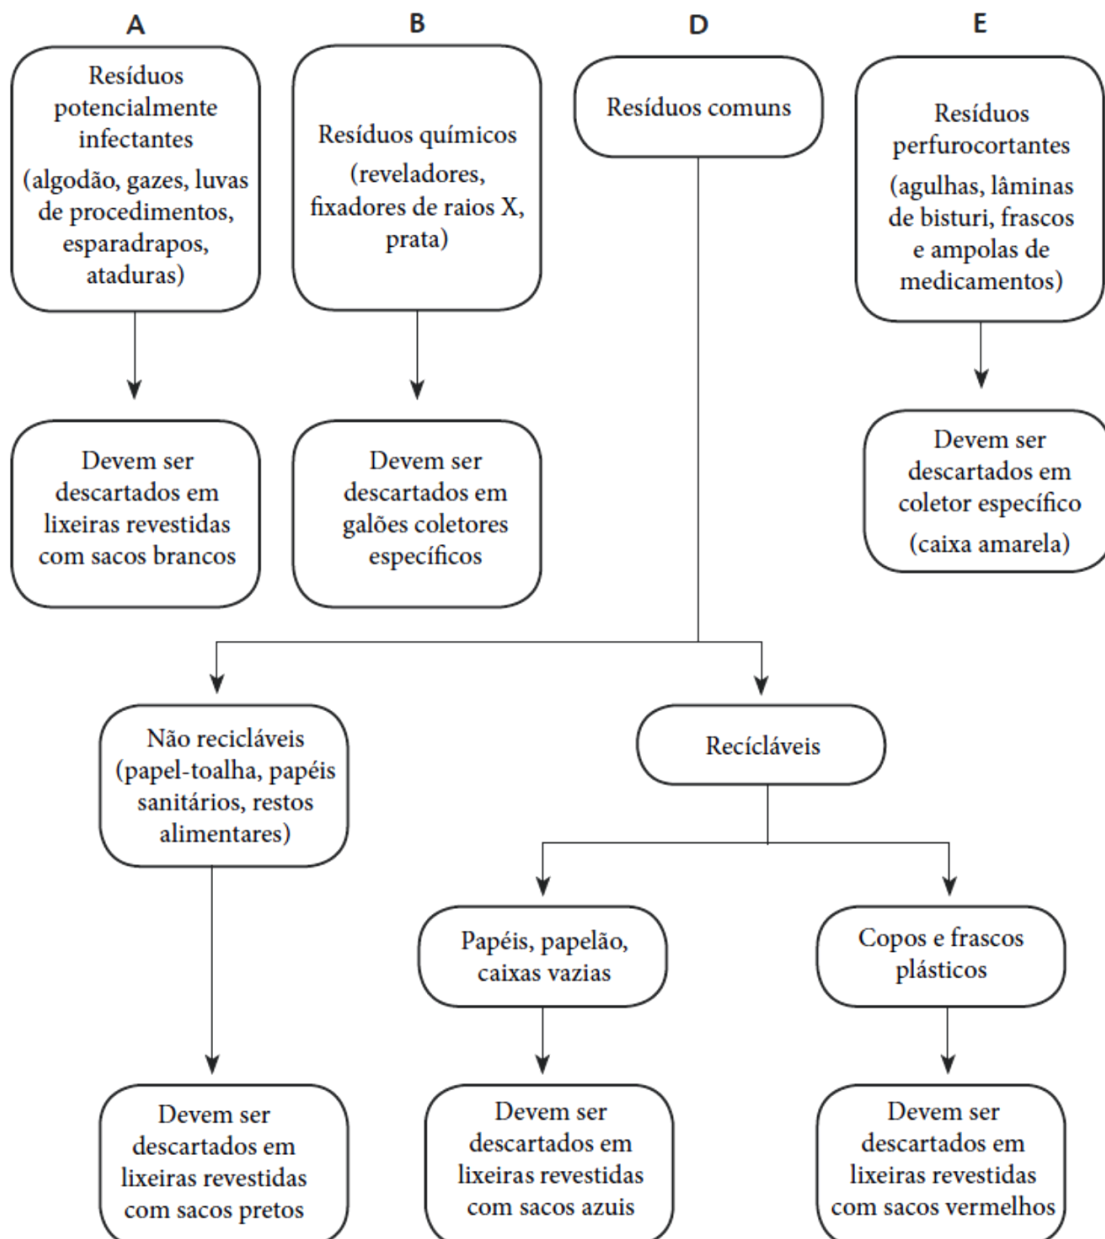 A
B
D
E
Resíduos
potencialmente
infectantes
(algodão, gazes, luvas
de procedimentos,
esparadrapos,
ataduras)
Resíduos químicos
(reveladores,
fixadores de raios X,
prata)
Resíduos comuns
Resíduos
perfurocortantes
(agulhas, lâminas
de bisturi, frascos
e ampolas de
medicamentos)
Devem ser
descartados em
lixeiras revestidas
com sacos brancos
Devem ser
descartados em
galões coletores
específicos
Devem ser
descartados em
coletor específico
(caixa amarela)
Não recicláveis
(papel-toalha, papéis
sanitários, restos
alimentares)
Recícláveis
Papéis, papelão,
caixas vazias
Copos e frascos
plásticos
Devem ser
descartados em
lixeiras revestidas
com sacos pretos
Devem ser
descartados em
lixeiras revestidas
com sacos azuis
Devem ser
descartados em
lixeiras revestidas
com sacos vermelhos